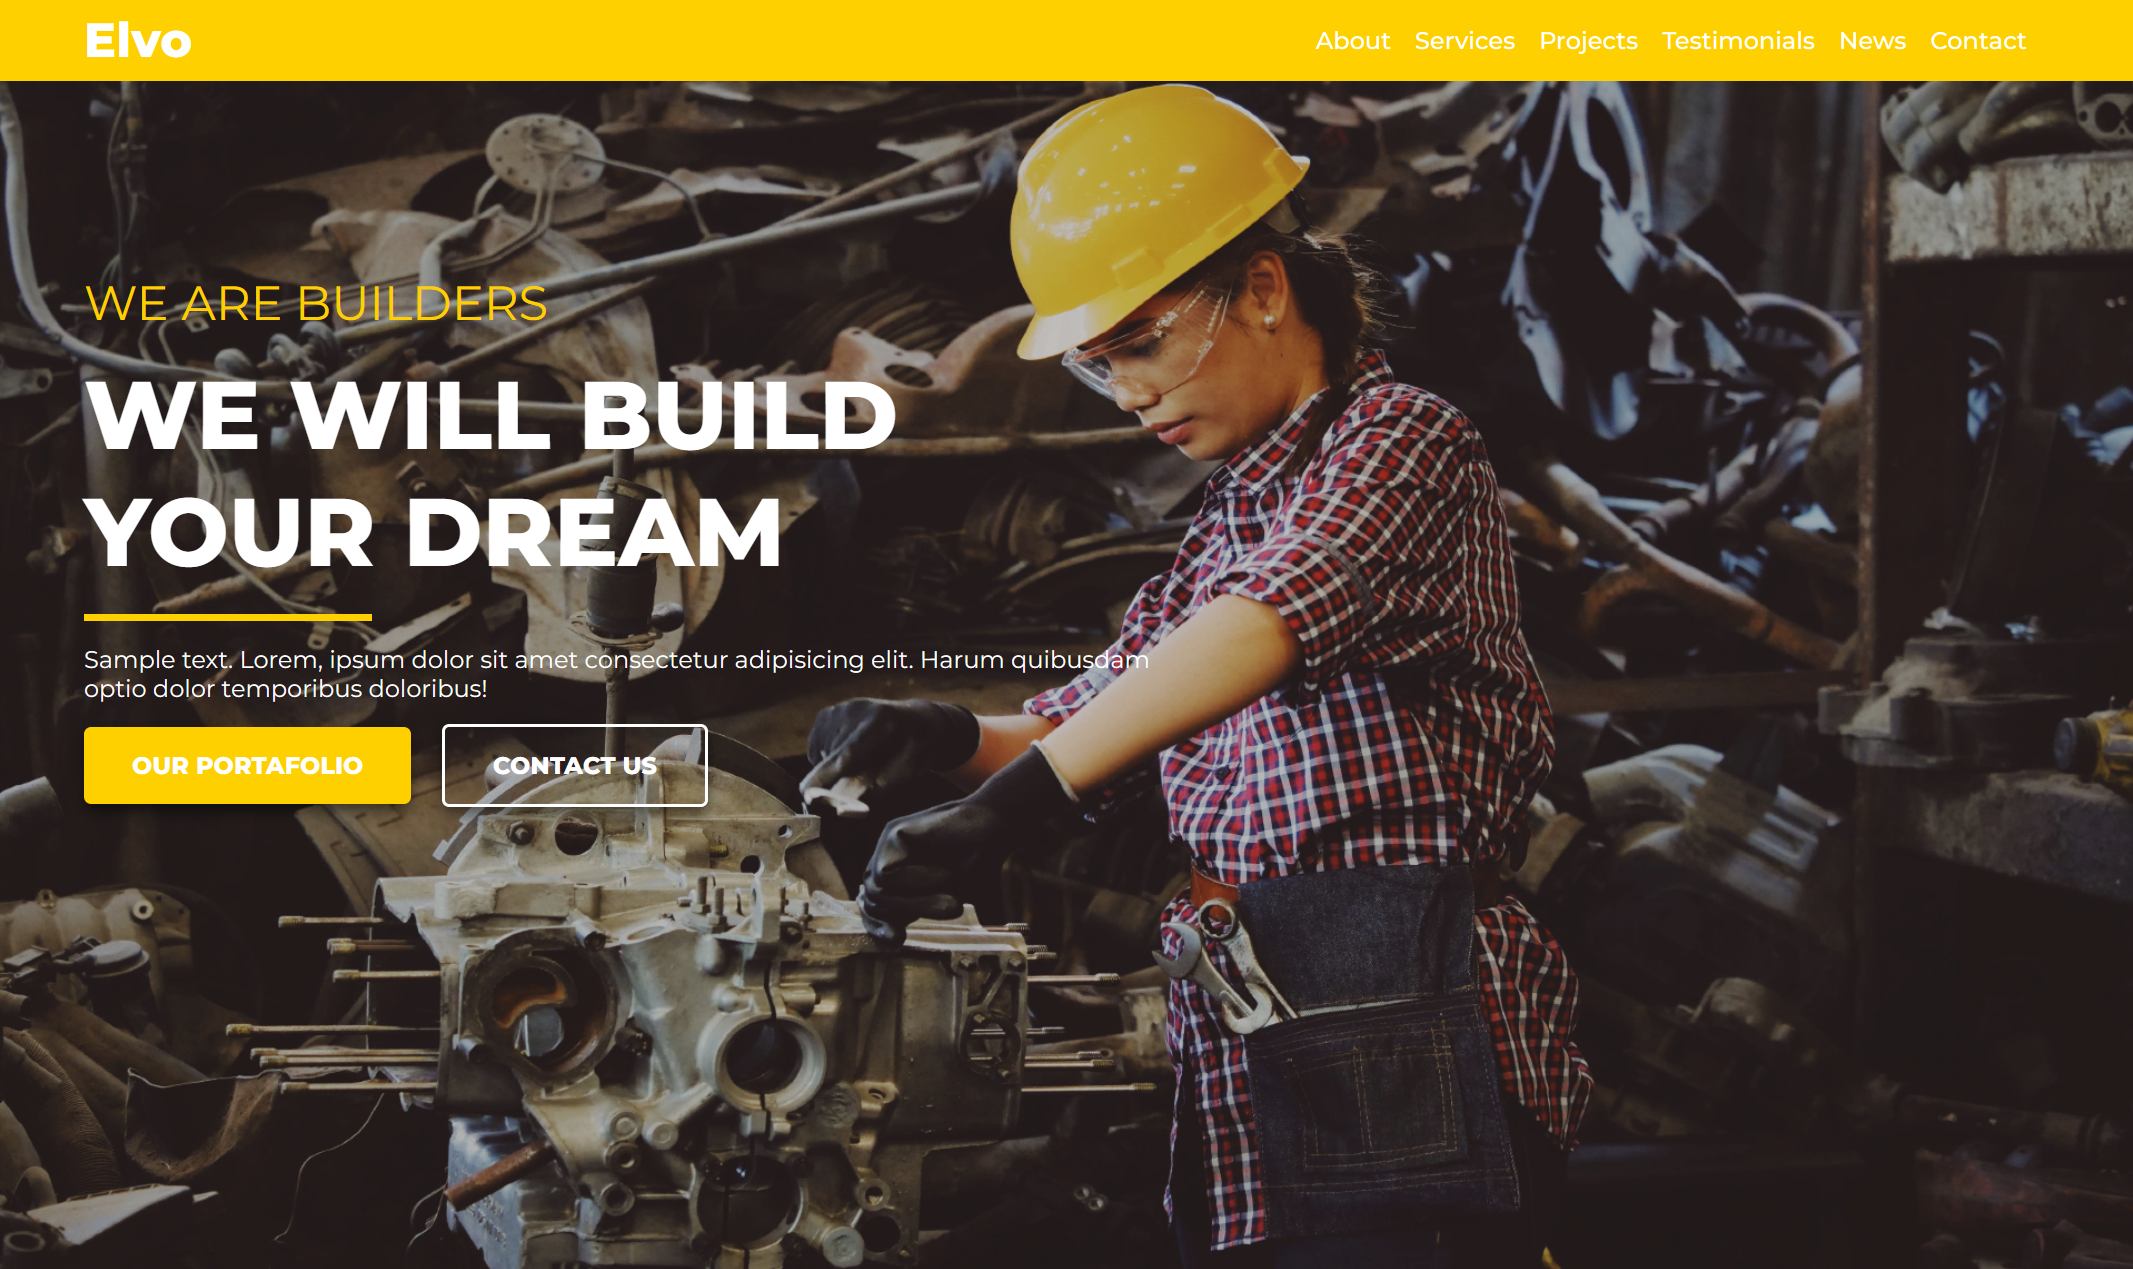 Elvo
About Services Projects Testimonials News Contact
WE ARE BUILDERS
WE WILL BUILD
YOUR DREAM
Sample text. Lorem, ipsum dolor sit amet consectetur adipisicing elit. Harum quibusdam
optio dolor temporibus doloribus!
OUR PORTAFOLIO
CONTACT US